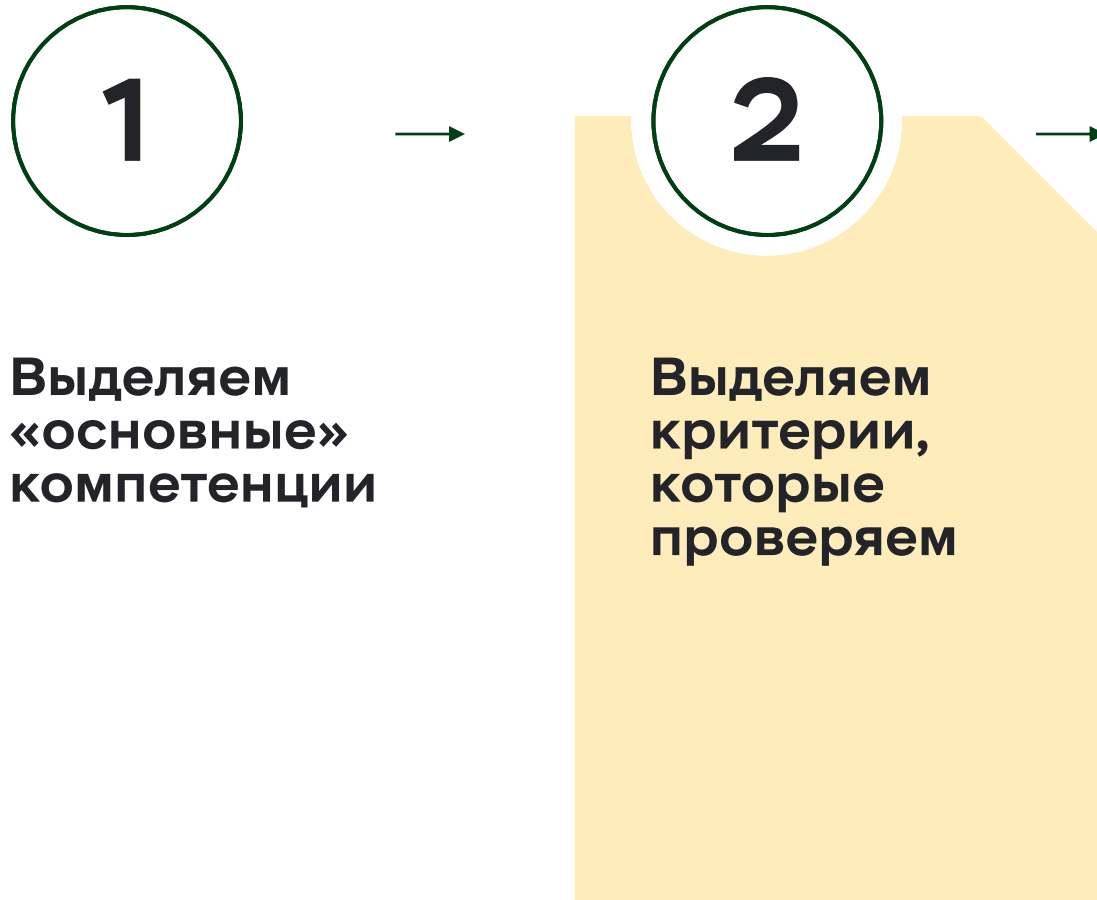 1
Выделяем
«основные»
компетенции
2
Выделяем
критерии,
которые
проверяем